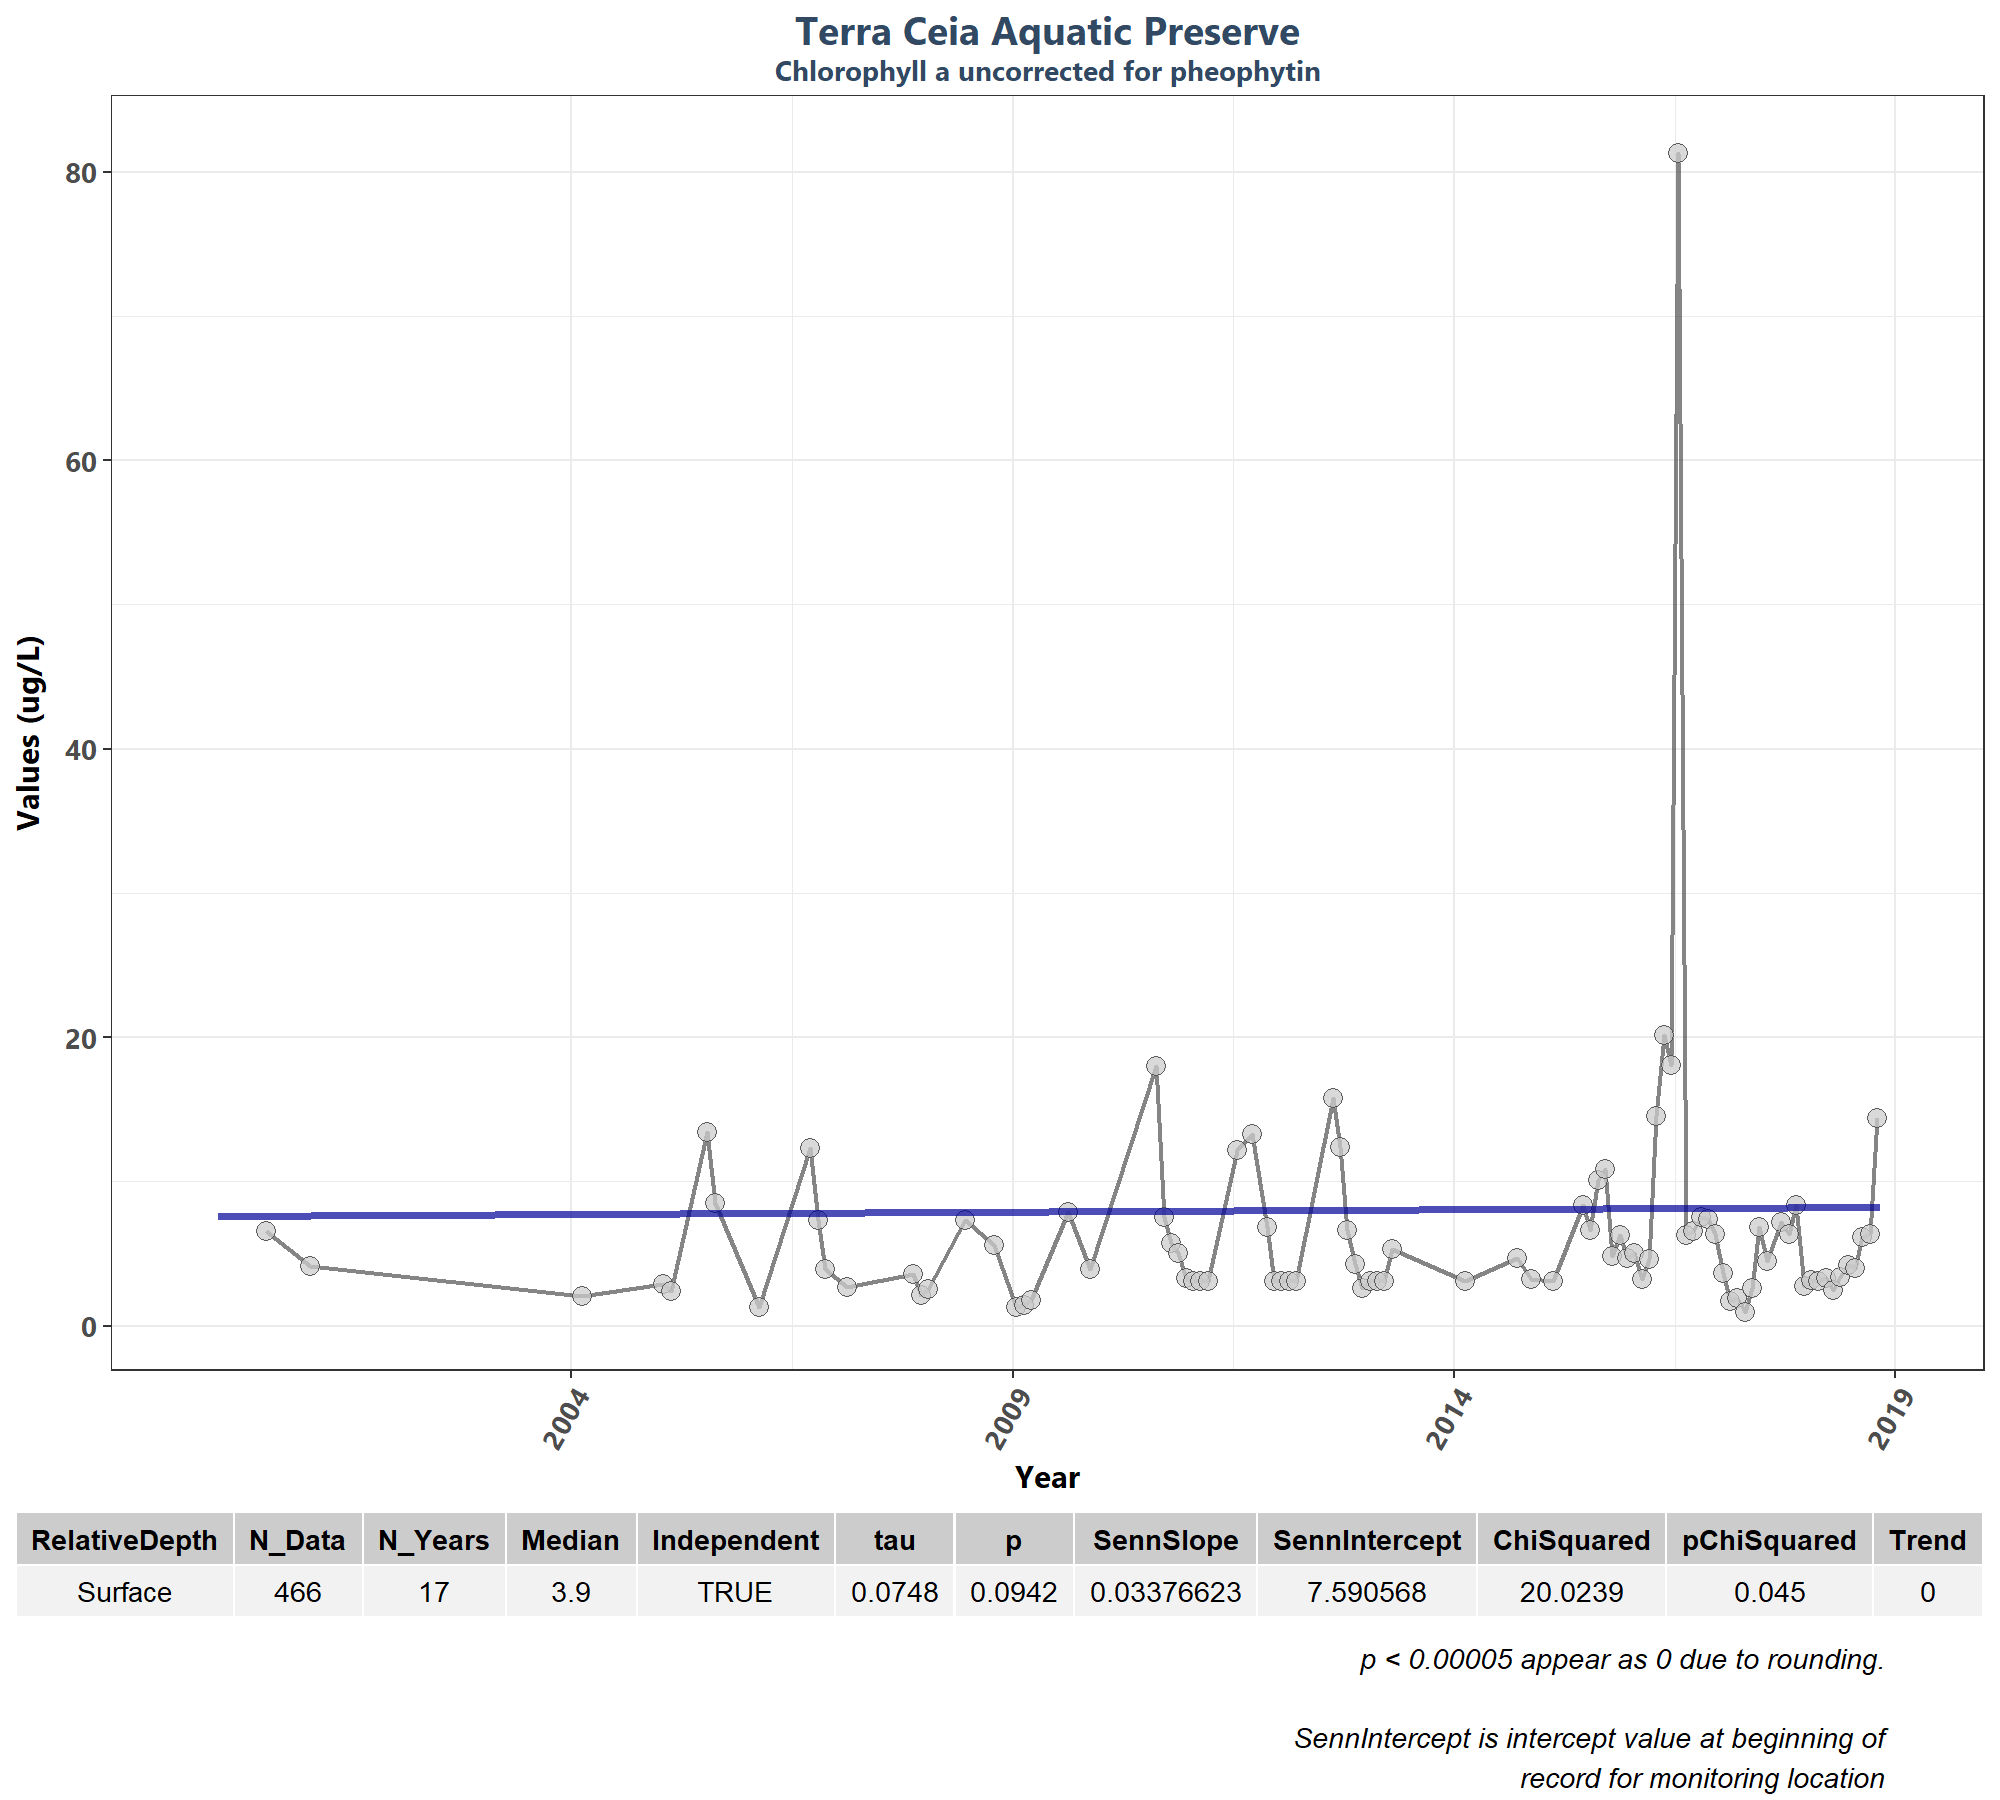 Terra Ceia Aquatic Preserve
Chlorophyll a uncorrected for pheophytin
Values (ug/L)
80
60
40
20
0
2004 2009 2014 2019
Year
RelativeDepth N_Data N_Years Median Independent tau p SennSlope SennIntercept ChiSquared pChiSquared Trend
Surface 466 17 3.9 TRUE 0.0748 0.0942 0.03376623 7.590568 20.0239 0.045 0
p < 0.00005 appear as 0 due to rounding.
SennIntercept is intercept value at beginning of
record for monitoring location